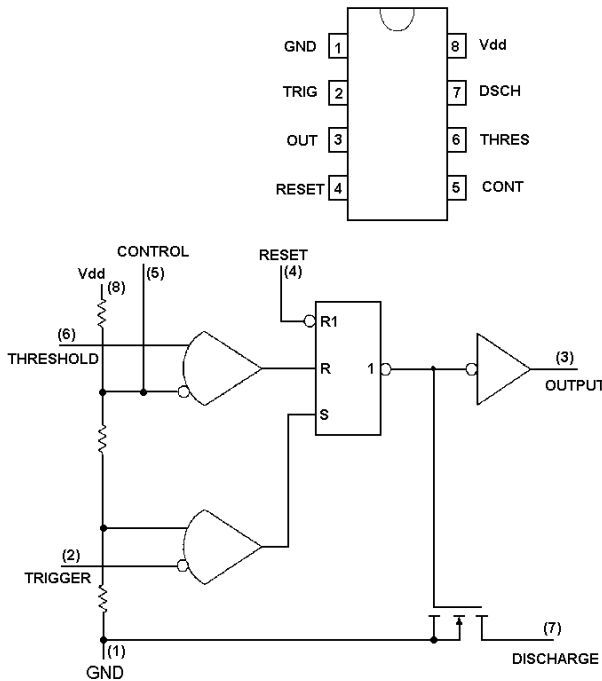 GND 1 8 Vdd
TRIG 2 7 DSCH
OUT 3 6 THRES
RESET 4 5 CONT
CONTROL
(5)
RESET
(4)
Vdd
(8)
R1
(6)
THRESHOLD
R
1
(3)
OUTPUT
S
(2)
TRIGGER
(1)
GND
(7)
DISCHARGE